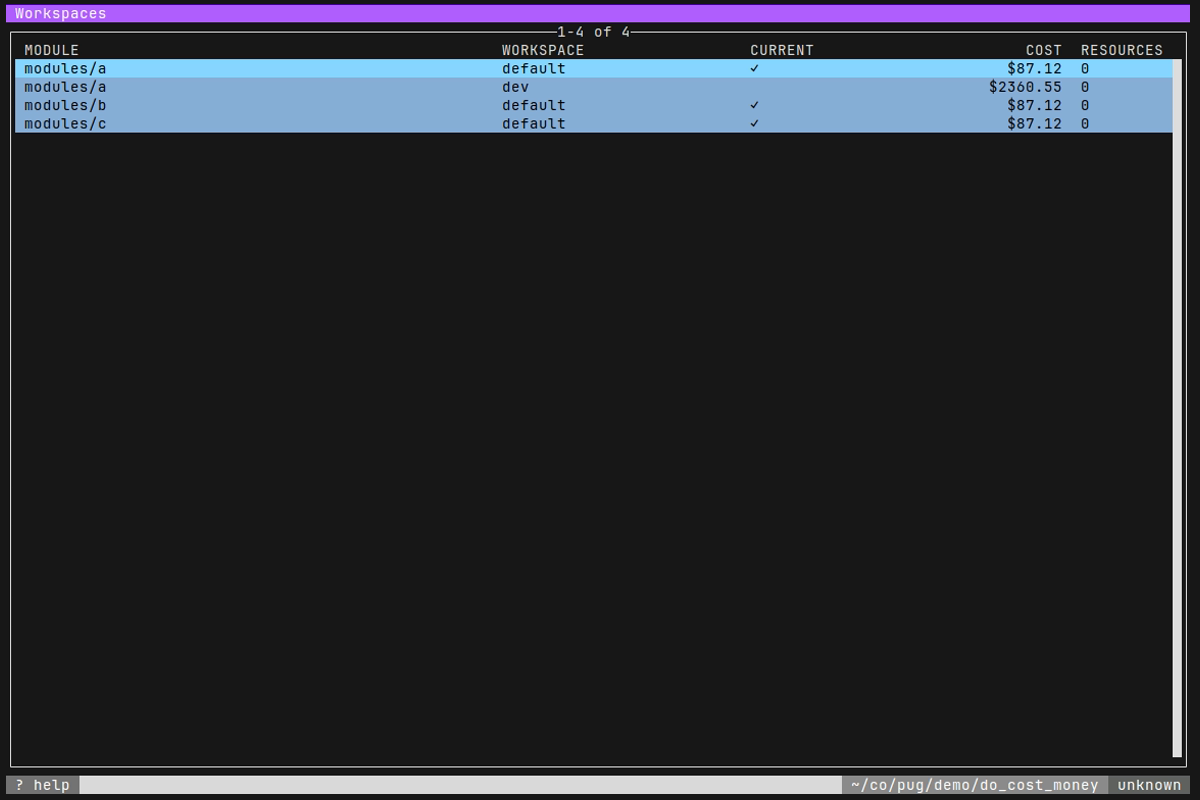 Workspaces
1-4 of 4
MODULE WORKSPACE CURRENT COST RESOURCES
modules/a default ✓ $87.12 0
modules/a dev $2360.55 0
modules/b default ✓ $87.12 0
modules/c default ✓ $87.12 0
? help ~/co/pug/demo/do_cost_money unknown